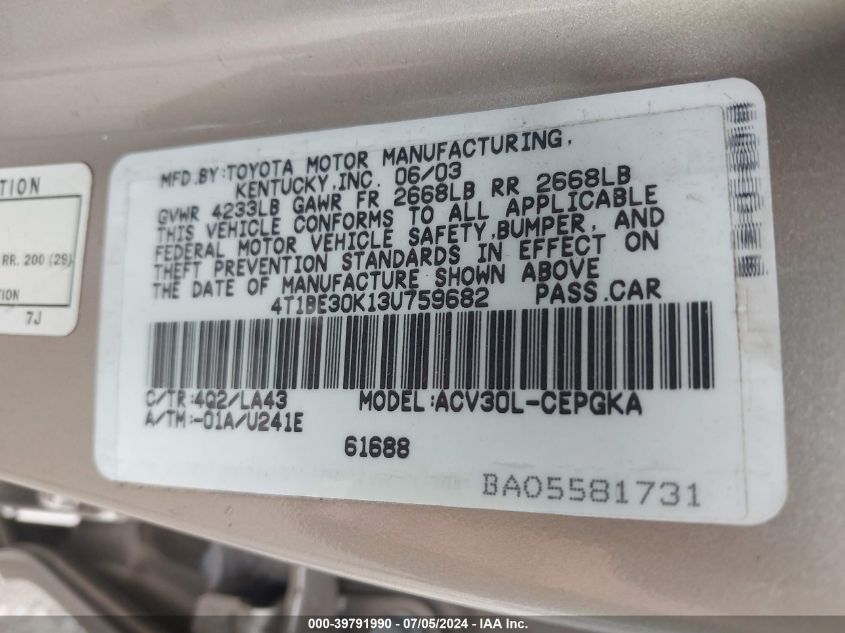 TION
RR. 200 (29)
TION
7J
MFD.BY:TOYOTA MOTOR MANUFACTURING,
KENTUCKY,INC. 06/03
GVWR 4233LB GAWR FR 2668LB RR 2668LB
THIS VEHICLE CONFORMS TO ALL APPLICABLE
FEDERAL MOTOR VEHICLE SAFETY,BUMPER, AND
THEFT PREVENTION STANDARDS IN EFFECT ON
THE DATE OF MANUFACTURE SHOWN ABOVE
4T1BE30K13U759682 PASS.CAR
C/TR:4Q2/LA43 MODEL:ACV30L-CEPGKA
A/TM:-01A/U241E
61688
BA05581731
000-39791990 - 07/05/2024 - IAA Inc.